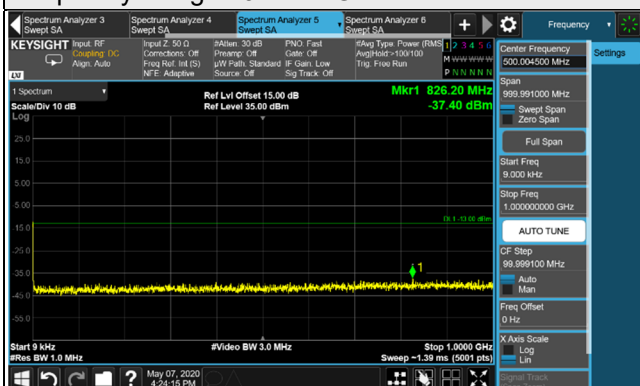 Spectrum Analyzer 3
Swept SA
Spectrum Analyzer 4
Swept SA
Spectrum Analyzer 5
Swept SA
Spectrum Analyzer 6
Swept SA
+
Frequency
KEYSIGHT
Input: RF
Coupling: DC
Align: Auto
Input Z: 50 Ω
Corrections: Off
Freq Ref: Int (S)
NFE: Adaptive
#Atten: 30 dB
Preamp: Off
µW Path: Standard
Source: Off
PNO: Fast
Gate: Off
IF Gain: Low
Sig Track: Off
#Avg Type: Power (RMS)
Avg|Hold:>100/100
Trig: Free Run
1 2 3 4 5 6
M W W W W W
P N N N N N
LXI
1 Spectrum
Scale/Div 10 dB
Log
Ref Lvl Offset 15.00 dB
Ref Level 35.00 dBm
Mkr1 826.20 MHz
-37.40 dBm
25.0
15.0
5.00
-5.00
-15.0
-25.0
-35.0
-45.0
-55.0
DL1 -13.00 dBm
1
Start 9 kHz
#Res BW 1.0 MHz
#Video BW 3.0 MHz
Stop 1.0000 GHz
Sweep ~1.39 ms (5001 pts)
Center Frequency
500.004500 MHz
Span
999.991000 MHz
Swept Span
Zero Span
Full Span
Start Freq
9.000 kHz
Stop Freq
1.000000000 GHz
AUTO TUNE
CF Step
99.999100 MHz
Auto
Man
Freq Offset
0 Hz
X Axis Scale
Log
Lin
Signal Track
Settings
?
May 07, 2020
4:24:15 PM